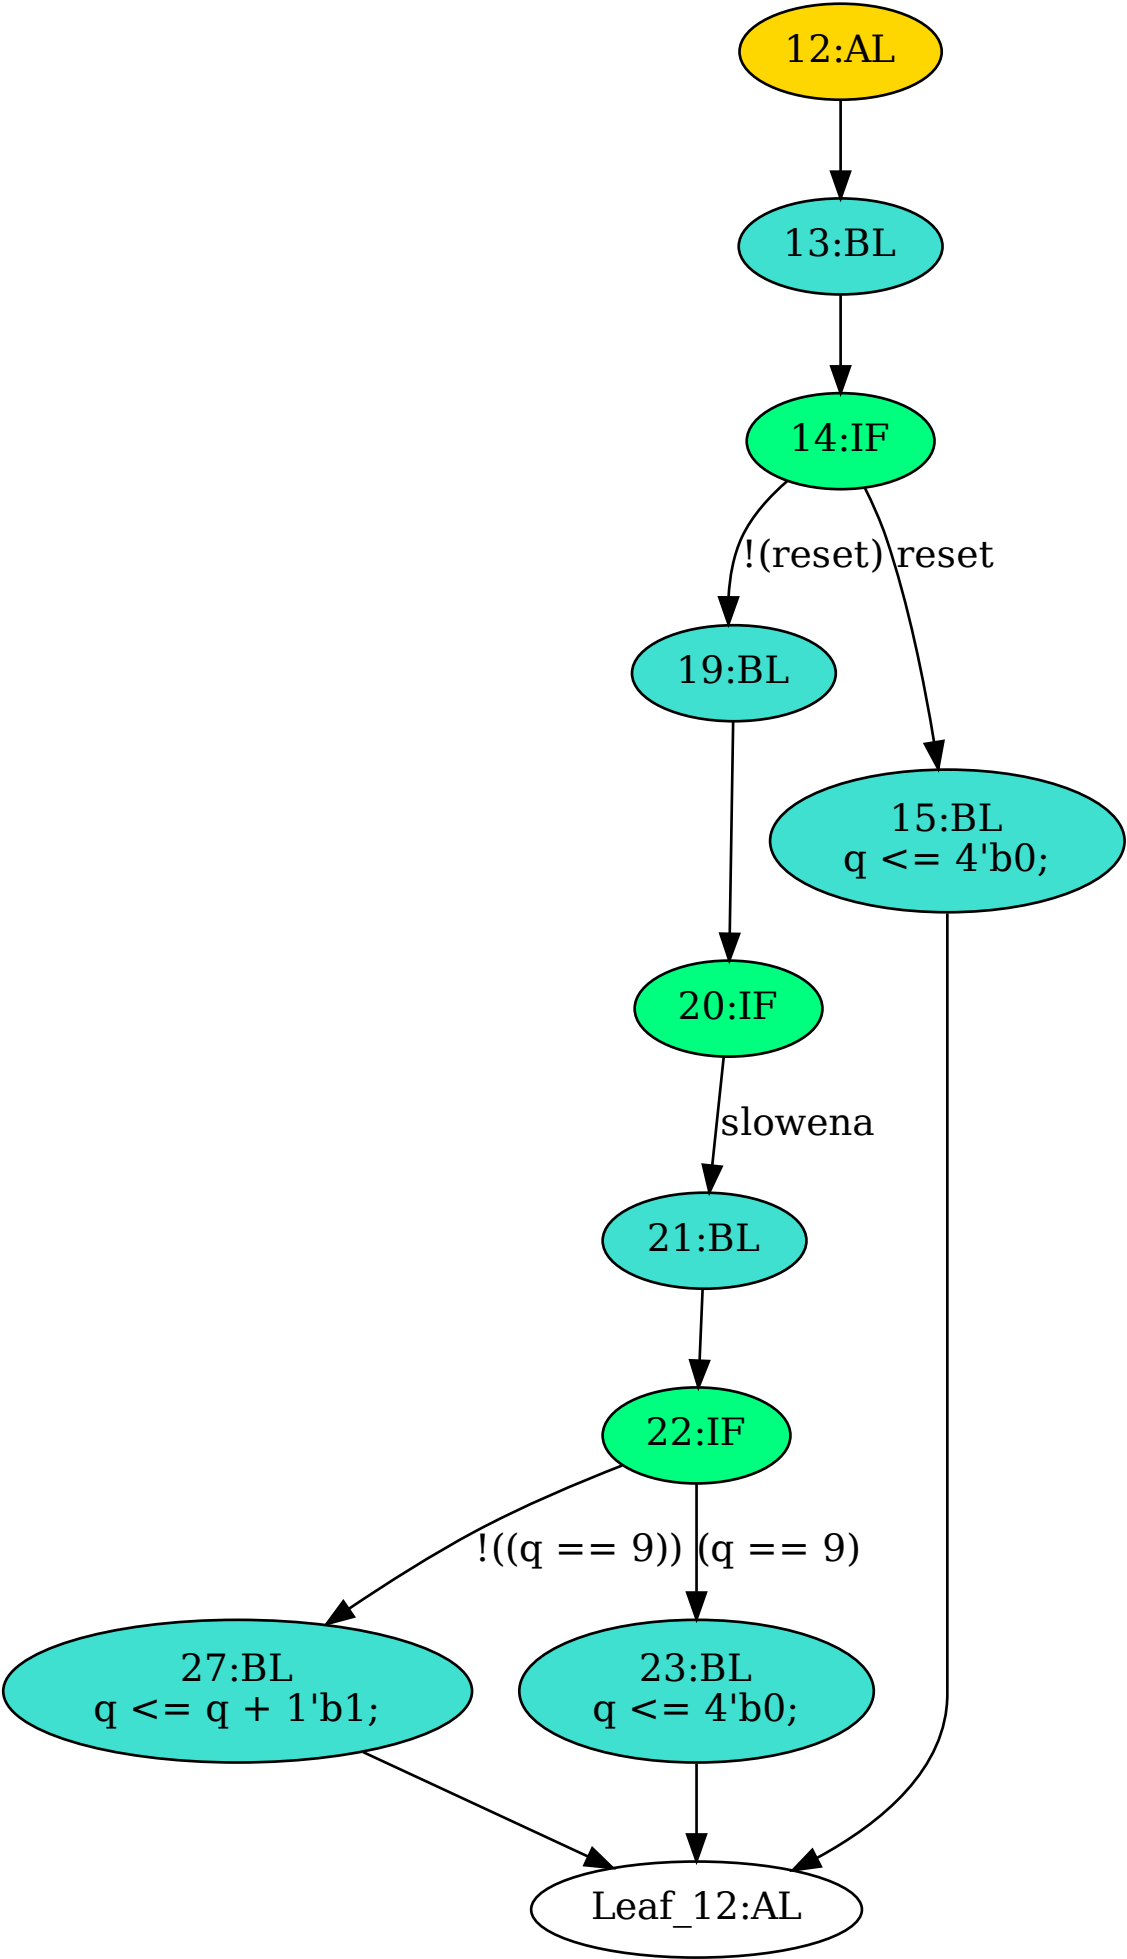 12:AL
13:BL
14:IF
!(reset)
reset
19:BL
15:BL
q <= 4'b0;
20:IF
slowena
21:BL
22:IF
!((q == 9))
(q == 9)
27:BL
q <= q + 1'b1;
23:BL
q <= 4'b0;
Leaf_12:AL